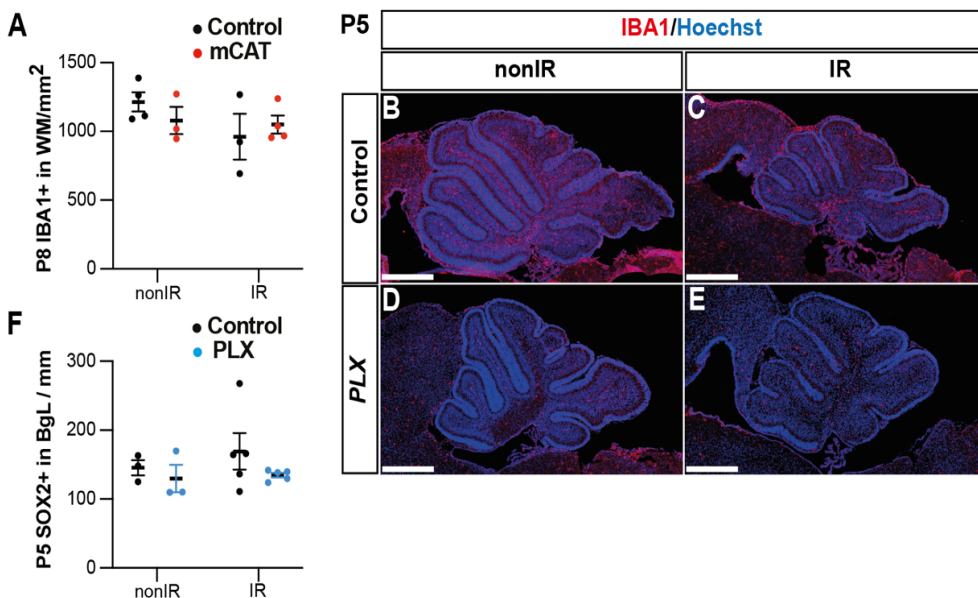 A
Control
mCAT
P8 IBA1+ in WM/mm2
1500
1000
500
0
nonIR
IR
F
Control
PLX
P5 SOX2+ in BgL / mm
300
200
100
0
nonIR
IR
P5
IBA1/Hoechst
nonIR
IR
Control
B
C
PLX
D
E